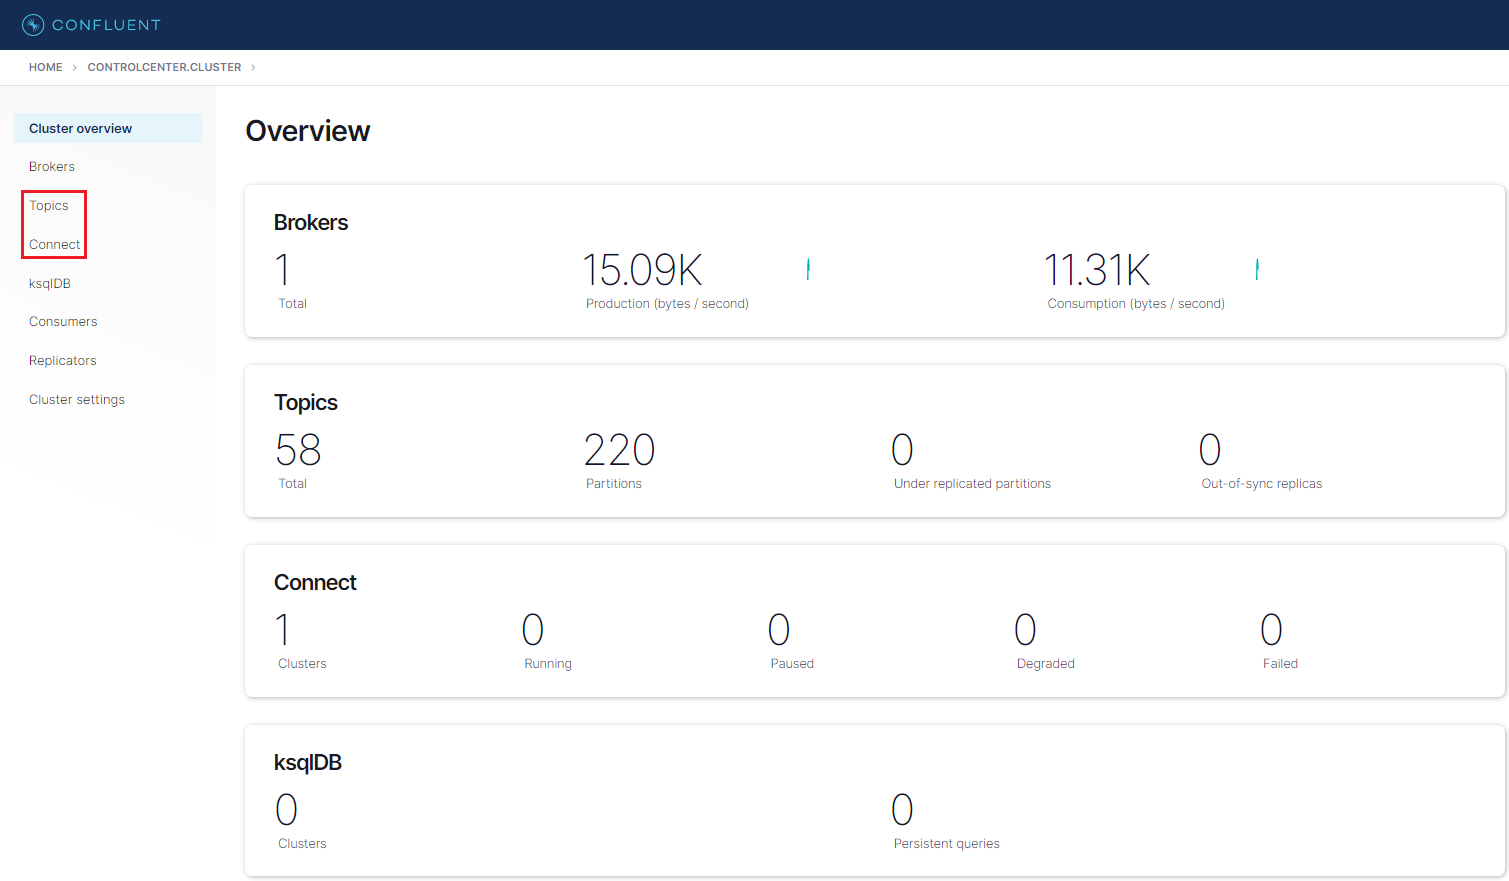 CONFLUENT
HOME > CONTROLCENTER.CLUSTER >
Cluster overview
Brokers
Topics
Connect
ksqlDB
Consumers
Replicators
Cluster settings
Overview
Brokers
1 15.09K 11.31K
Total Production (bytes / second) Consumption (bytes / second)
Topics
58 220 0 0
Total Partitions Under replicated partitions Out-of-sync replicas
Connect
1 0 0 0 0
Clusters Running Paused Degraded Failed
ksqlDB
0 0
Clusters Persistent queries